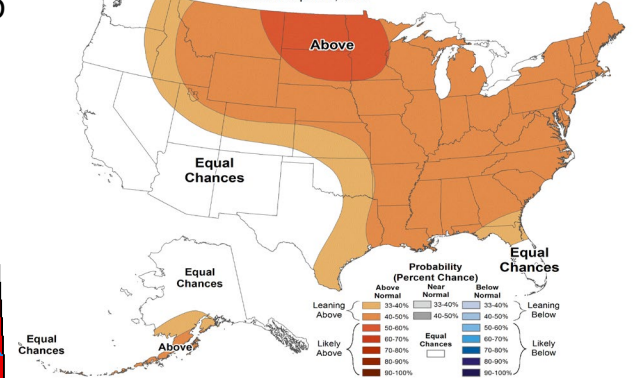 Above
Equal
Chances
Equal
Chances
Equal
Chances
Above
Equal
Chances
Probability
(Percent Chance)
Above
Normal
Near
Normal
Below
Normal
Leaning
Above
33-40%
33-40%
33-40%
Leaning
Below
40-50%
40-50%
40-50%
Likely
Above
50-60%
60-70%
70-80%
80-90%
90-100%
Equal
Chances
50-60%
60-70%
70-80%
80-90%
90-100%
Likely
Below